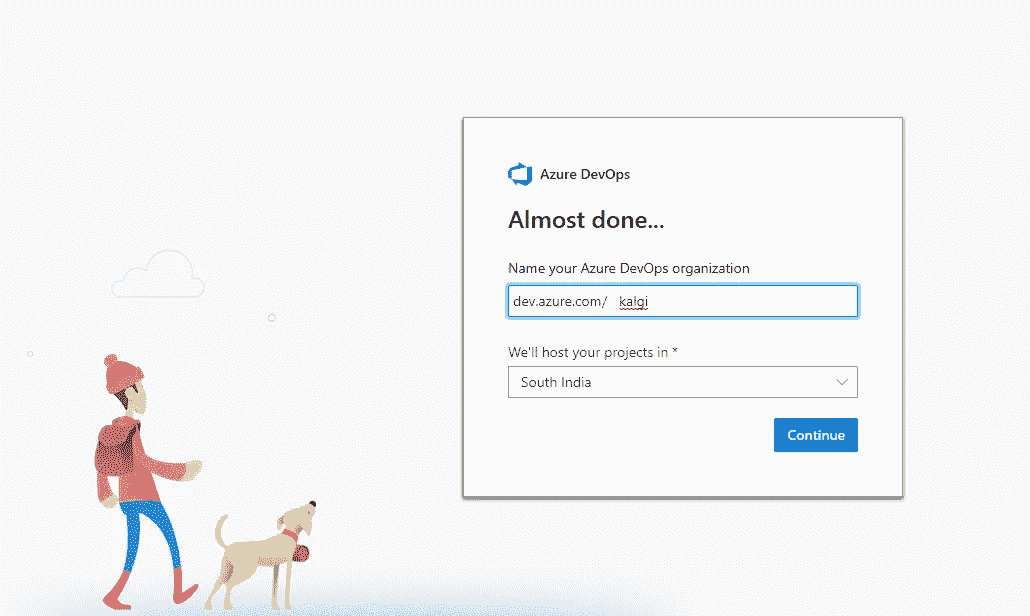 Azure DevOps
Almost done...
Name your Azure DevOps organization
dev.azure.com/ kalgi
We'll host your projects in *
South India
Continue